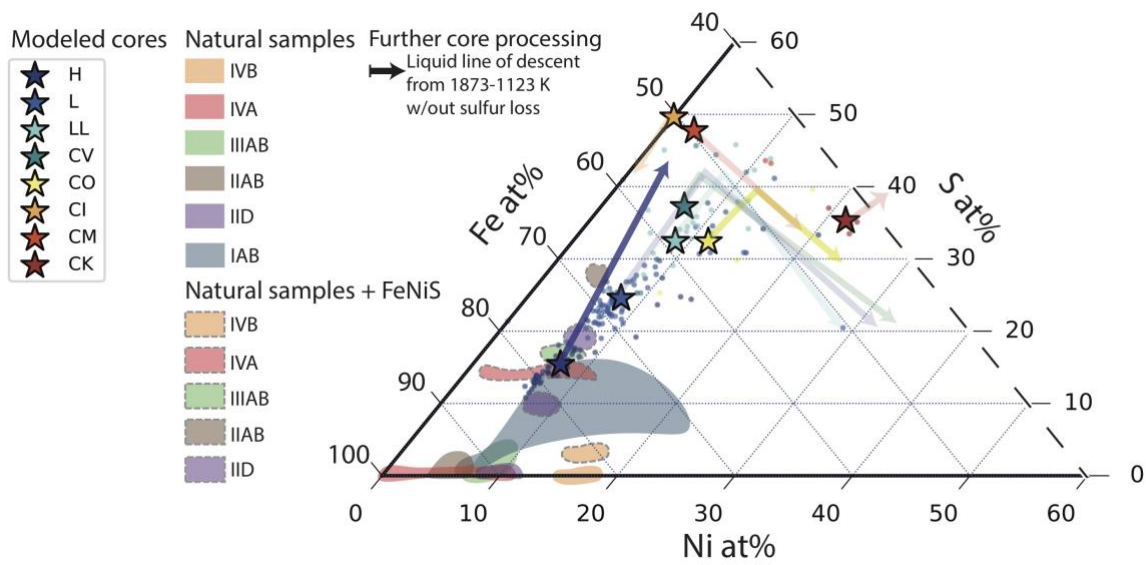 Modeled cores
H
L
LL
CV
CO
CI
CM
CK
Natural samples
IVB
IVA
IIIAB
IIAB
IID
IAB
Natural samples + FeNiS
IVB
IVA
IIIAB
IIAB
IID
Further core processing
Liquid line of descent
from 1873-1123 K
w/out sulfur loss
Fe at%
40
50
60
70
80
90
100
S at%
60
50
40
30
20
10
0
0 10 20 30 40 50 60
Ni at%